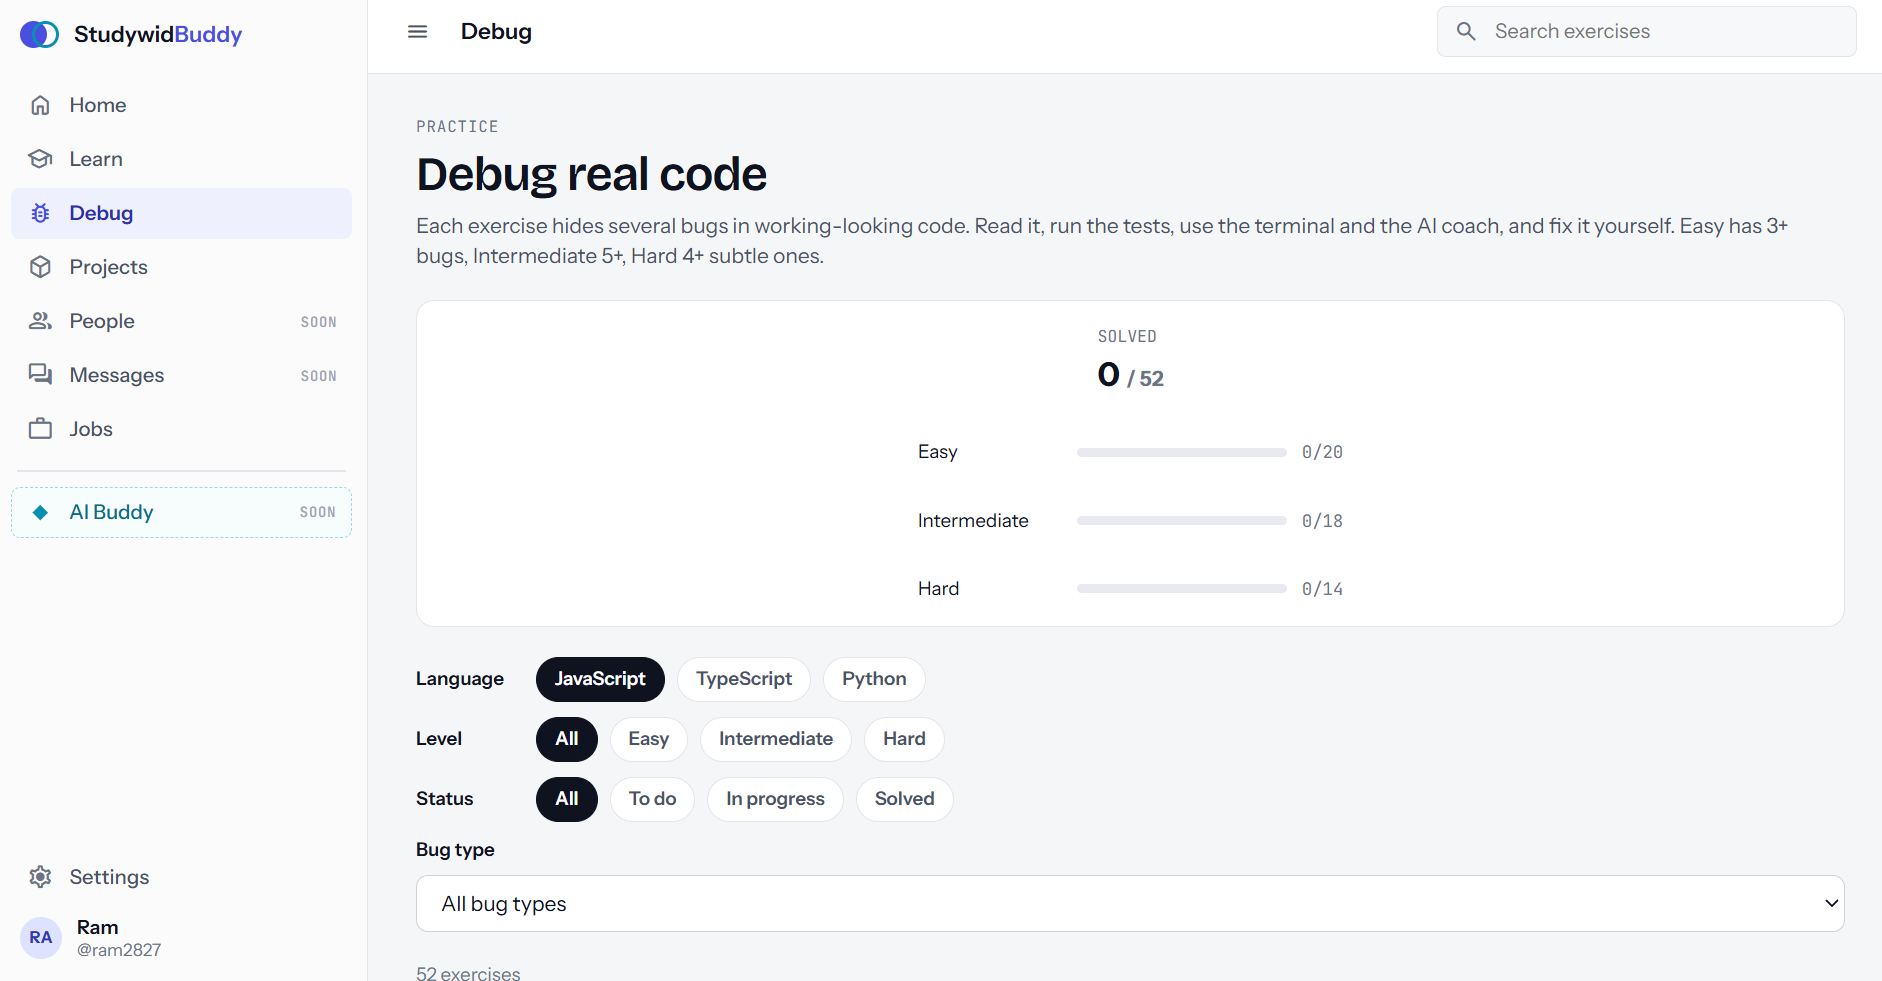 StudywidBuddy
Home
Learn
Debug
Projects
People SOON
Messages SOON
Jobs
AI Buddy SOON
Settings
RA
Ram
@ram2827
Debug
Search exercises
PRACTICE
Debug real code
Each exercise hides several bugs in working-looking code. Read it, run the tests, use the terminal and the AI coach, and fix it yourself. Easy has 3+
bugs, Intermediate 5+, Hard 4+ subtle ones.
SOLVED
0 / 52
Easy 0/20
Intermediate 0/18
Hard 0/14
Language JavaScript TypeScript Python
Level All Easy Intermediate Hard
Status All To do In progress Solved
Bug type
All bug types
52 exercises